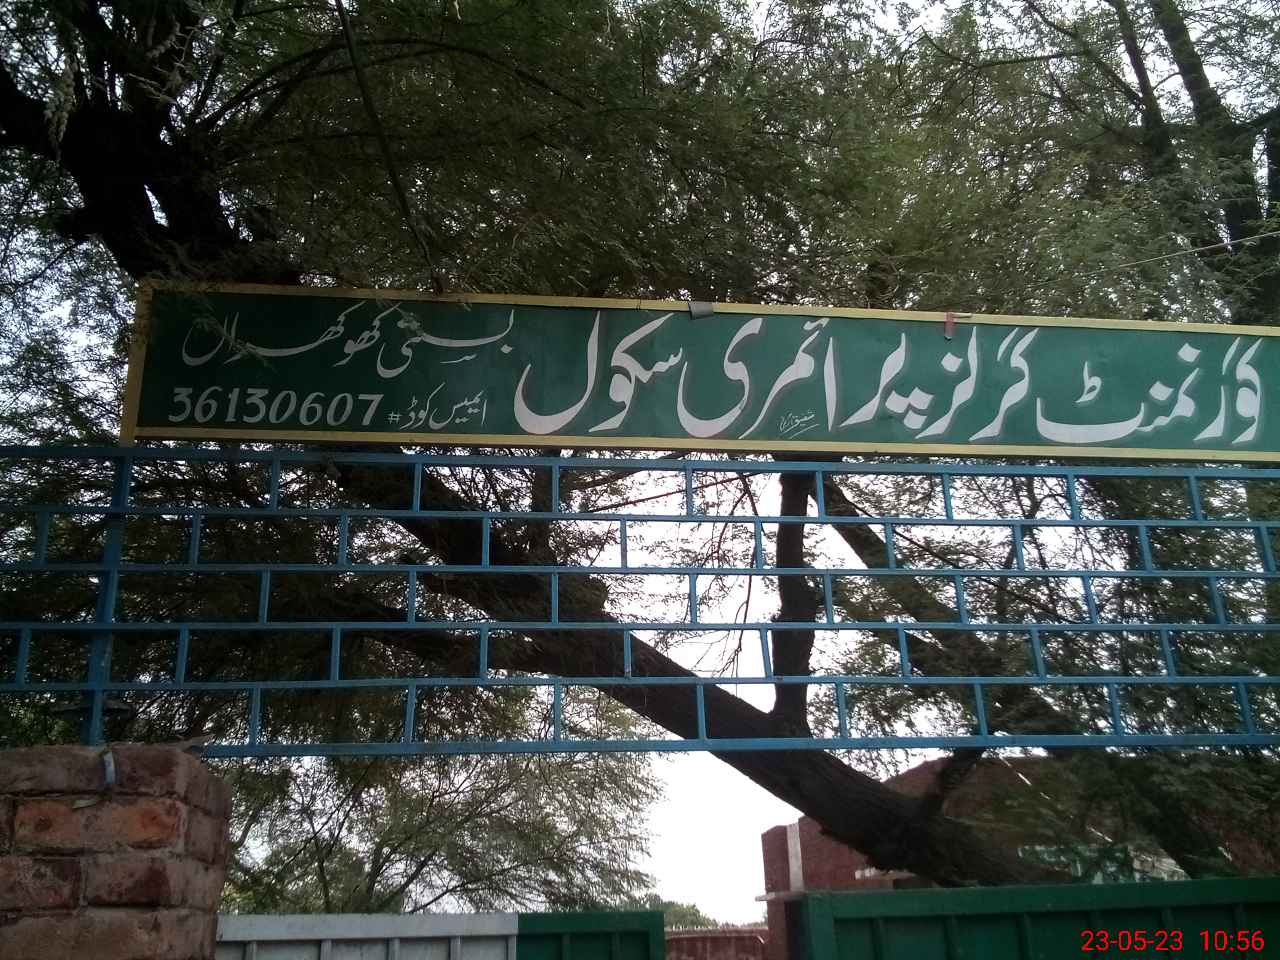 گورنمنٹ گرلز پرائمری سکول
بستی کھوکھراں
ایمیس کوڈ # 36130607
23-05-23 10:56